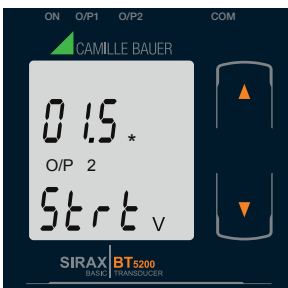 ON O/P1 O/P2 COM
CAMILLE BAUER
01.5 *
O/P 2
Strt V
SIRAX BT5200
BASIC TRANSDUCER